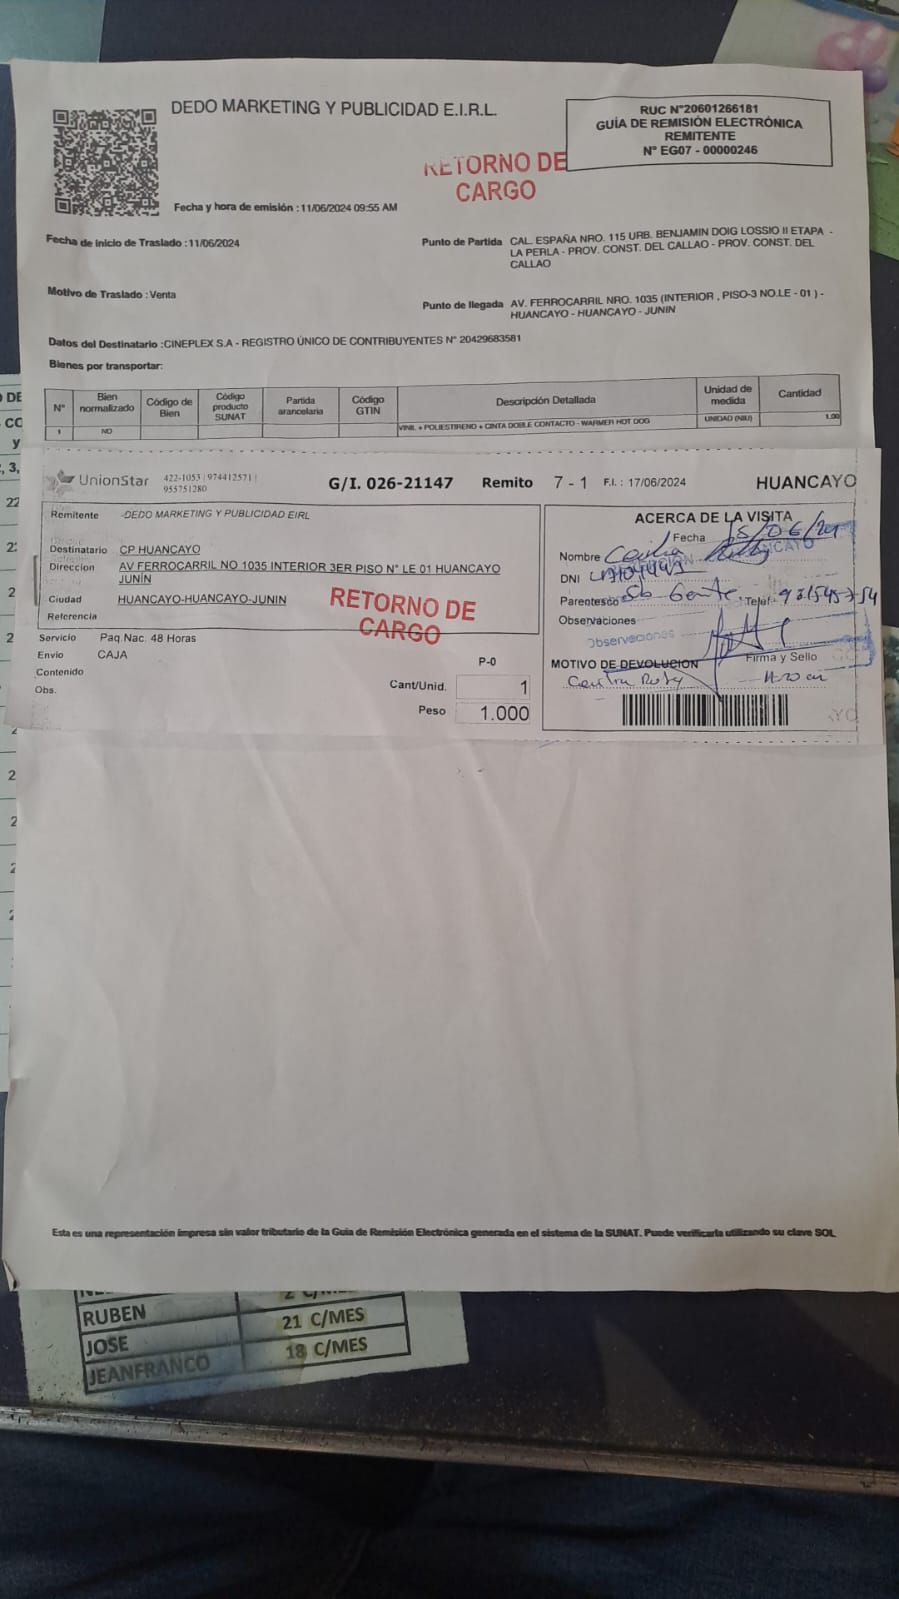 DEDO MARKETING Y PUBLICIDAD E.I.R.L.
RUC N°20601266181
GUÍA DE REMISIÓN ELECTRÓNICA
REMITENTE
N° EG07 - 00000246
RETORNO DE
CARGO
Fecha y hora de emisión : 11/06/2024 09:55 AM
Fecha de inicio de Traslado : 11/06/2024
Punto de Partida CAL. ESPAÑA NRO. 115 URB. BENJAMIN DOIG LOSSIO II ETAPA -
LA PERLA - PROV. CONST. DEL CALLAO - PROV. CONST. DEL
CALLAO
Motivo de Traslado : Venta
Punto de llegada AV. FERROCARRIL NRO. 1035 (INTERIOR , PISO-3 NO.LE - 01 ) -
HUANCAYO - HUANCAYO - JUNIN
Datos del Destinatario :CINEPLEX S.A - REGISTRO ÚNICO DE CONTRIBUYENTES N° 20429683581
Bienes por transportar:
N° Bien normalizado Código de Bien Código producto SUNAT Partida arancelaria Código GTIN Descripción Detallada Unidad de medida Cantidad
1 NO VINIL + POLIESTIRENO + CINTA DOBLE CONTACTO - WARMER HOT DOG UNIDAD (NIU) 1.00
UnionStar 422-1053 | 974412571 |
955751280
G/I. 026-21147 Remito 7 - 1 F.I. : 17/06/2024 HUANCAYO
Remitente DEDO MARKETING Y PUBLICIDAD EIRL
Destinatario CP HUANCAYO
Direccion AV FERROCARRIL NO 1035 INTERIOR 3ER PISO N° LE 01 HUANCAYO
JUNÍN
Ciudad HUANCAYO-HUANCAYO-JUNIN
Referencia
RETORNO DE
CARGO
Servicio Paq.Nac. 48 Horas
Envio CAJA
Contenido
Obs.
P-0
Cant/Unid. 1
Peso 1.000
ACERCA DE LA VISITA
Fecha
Nombre
DNI
Parentesco Telef.
Observaciones
Observaciones
MOTIVO DE DEVOLUCION Firma y Sello
Esta es una representación impresa sin valor tributario de la Guía de Remisión Electrónica generada en el sistema de la SUNAT. Puede verificarla utilizando su clave SOL
RUBEN 21 C/MES
JOSE 18 C/MES
JEANFRANCO